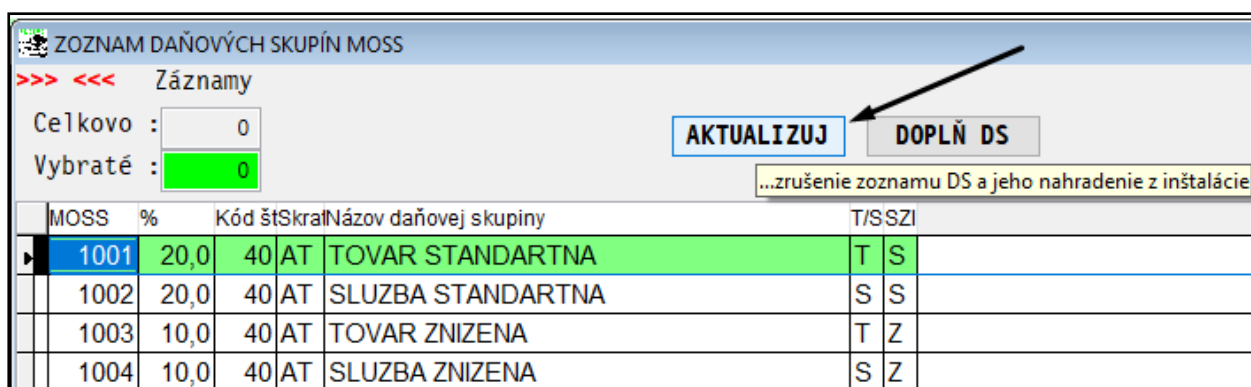 ZOZNAM DAŇOVÝCH SKUPÍN MOSS
>>> <<< Záznamy
Celkovo : 0
AKTUALIZUJ DOPLŇ DS
Vybraté : 0
...zrušenie zoznamu DS a jeho nahradenie z inštalácie
MOSS % Kód št Skrat Názov daňovej skupiny T/S SZI
1001 20,0 40 AT TOVAR STANDARTNA T S
1002 20,0 40 AT SLUZBA STANDARTNA S S
1003 10,0 40 AT TOVAR ZNIZENA T Z
1004 10,0 40 AT SLUZBA ZNIZENA S Z